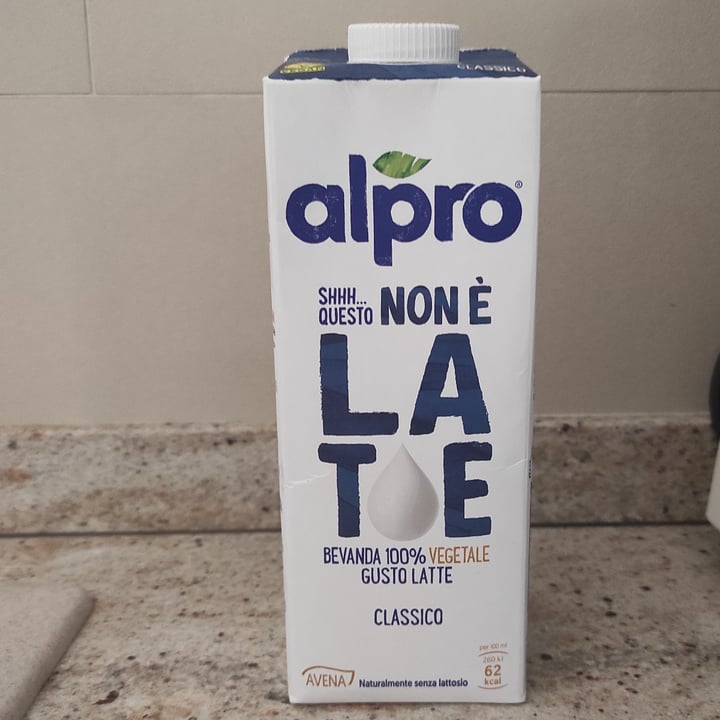 VEGAN
CLASSICO
alpro®
SHHH...
QUESTO NON È
LA
T E
BEVANDA 100% VEGETALE
GUSTO LATTE
CLASSICO
per 100 ml
260 kJ
62
kcal
AVENA Naturalmente senza lattosio